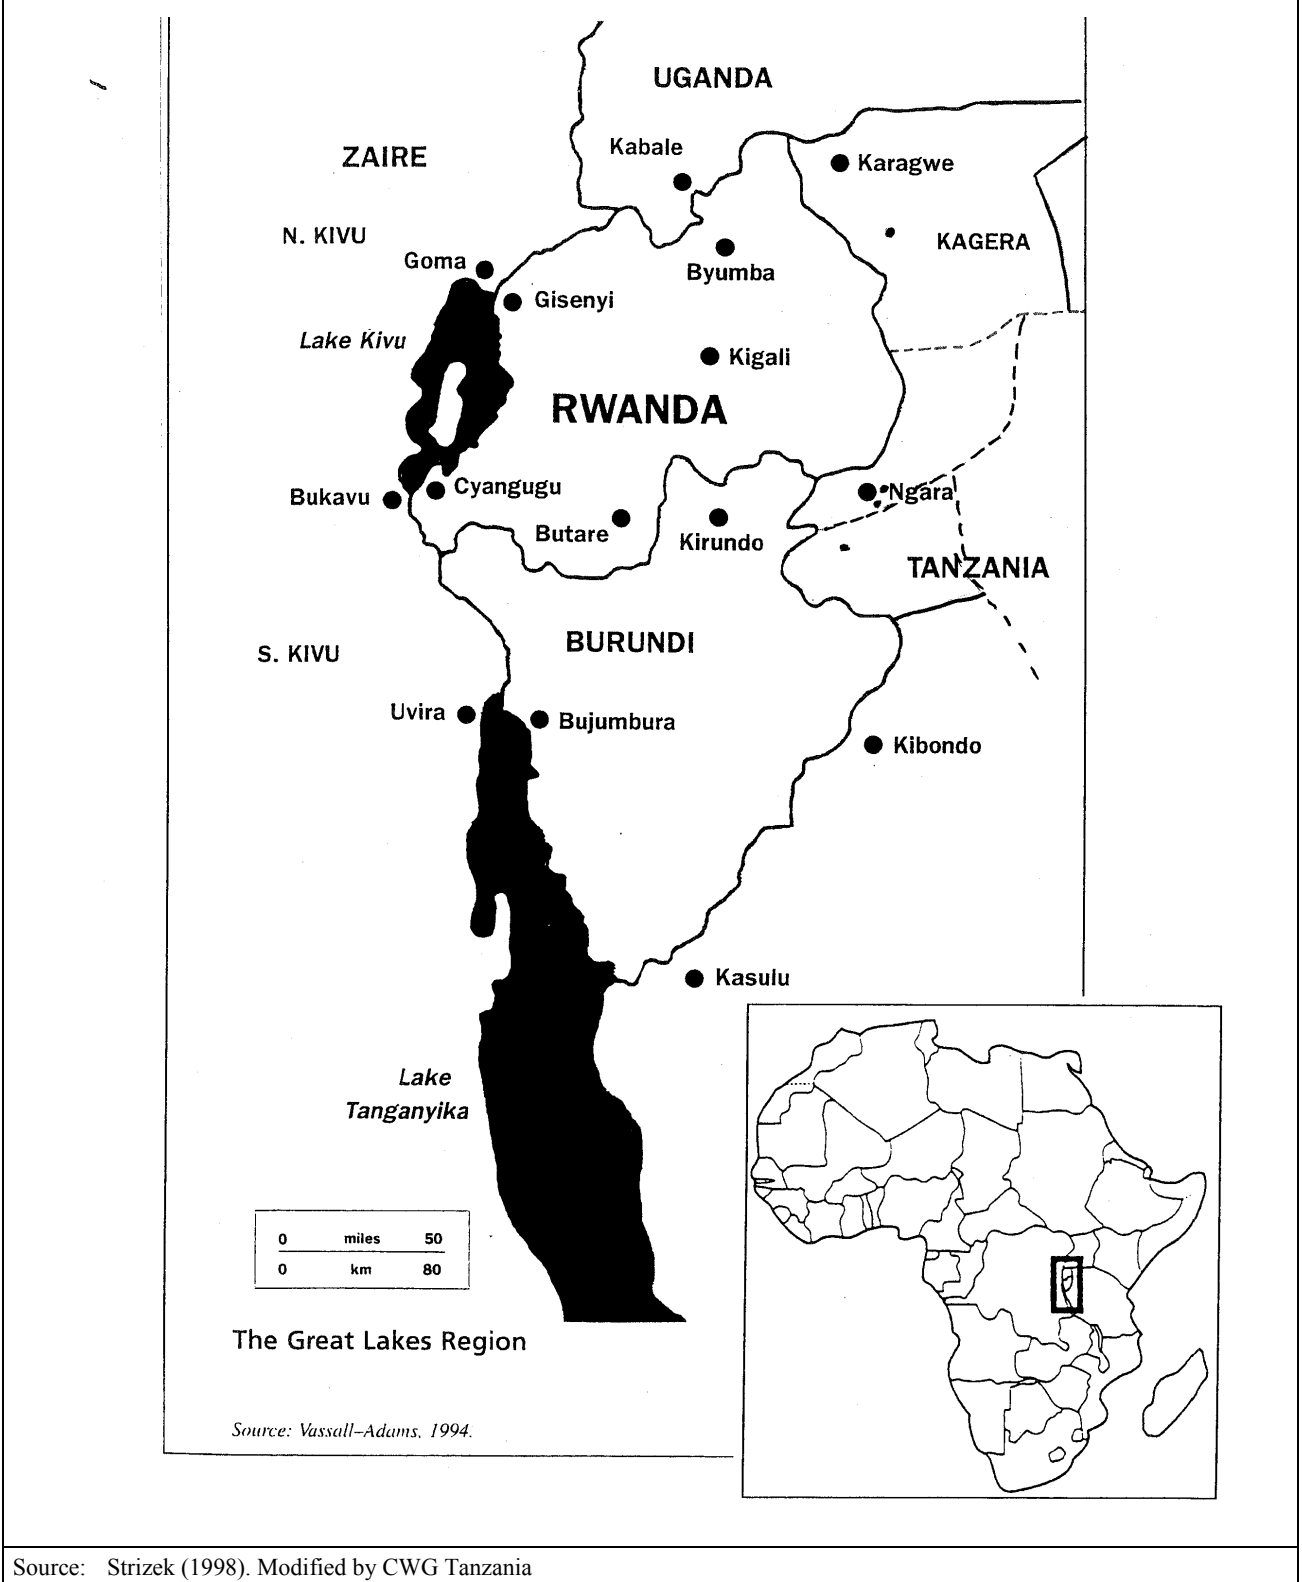 UGANDA
Kabale
ZAIRE
Karagwe
N. KIVU
KAGERA
Goma
Byumba
Gisenyi
Lake Kivu
Kigali
RWANDA
Cyangugu
Bukavu
Ngara
Butare
Kirundo
TANZANIA
BURUNDI
S. KIVU
Uvira
Bujumbura
Kibondo
Kasulu
Lake
Tanganyika
0 miles 50
0 km 80
The Great Lakes Region
Source: Vassall–Adams, 1994.
Source: Strizek (1998). Modified by CWG Tanzania